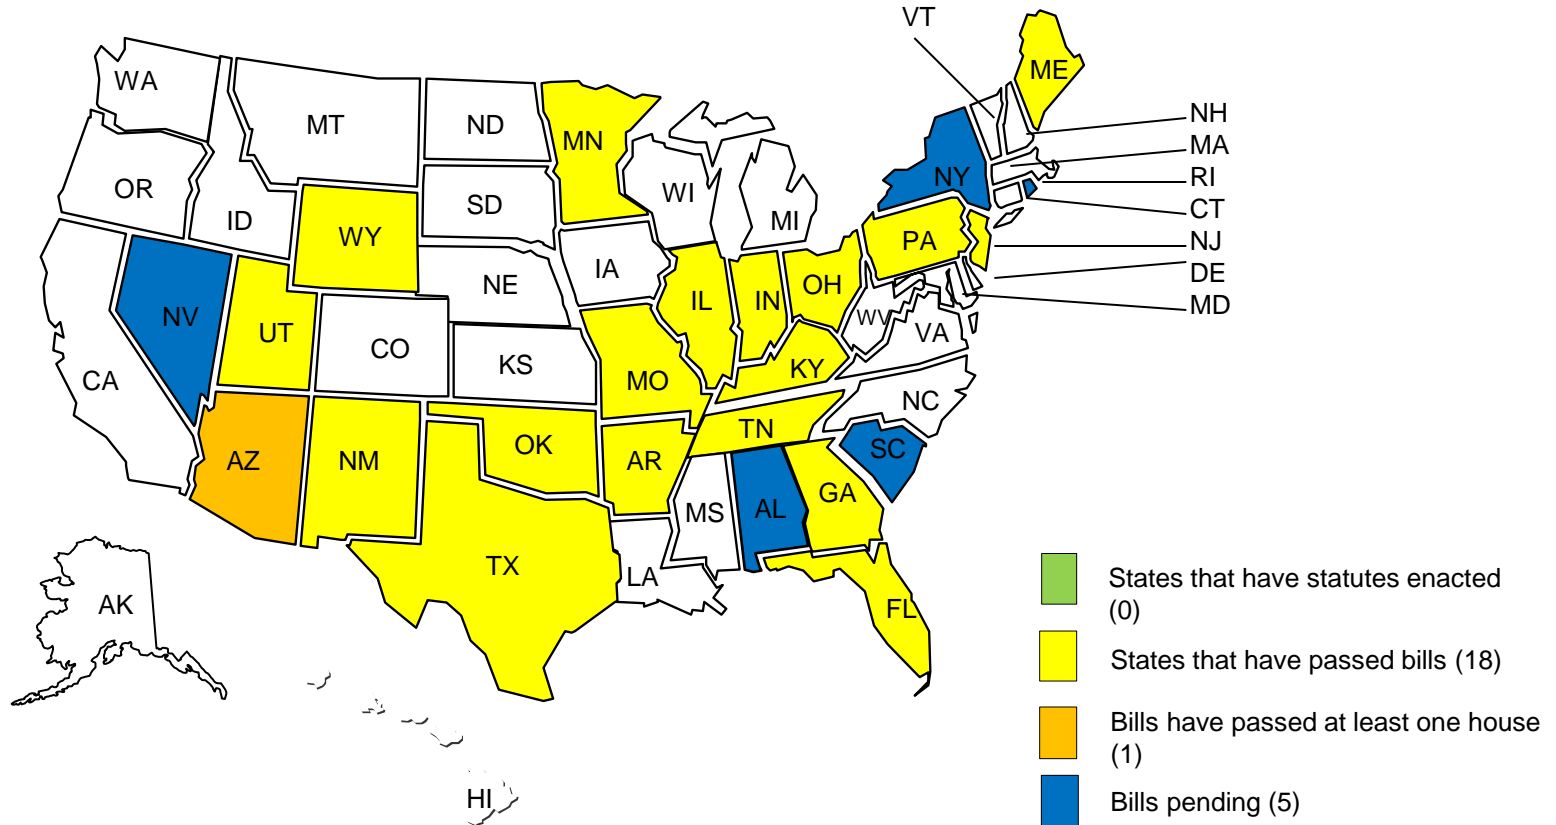 VT
ME
WA
MT
ND
MN
NH
MA
OR
ID
SD
WI
MI
NY
RI
CT
WY
PA
NJ
IA
DE
NE
OH
IL
IN
MD
NV
UT
CO
WV
VA
KS
CA
MO
KY
NC
TN
OK
SC
AZ
NM
AR
GA
MS
AL
TX
LA
AK
FL
HI
States that have statutes enacted
(0)
States that have passed bills (18)
Bills have passed at least one house
(1)
Bills pending (5)